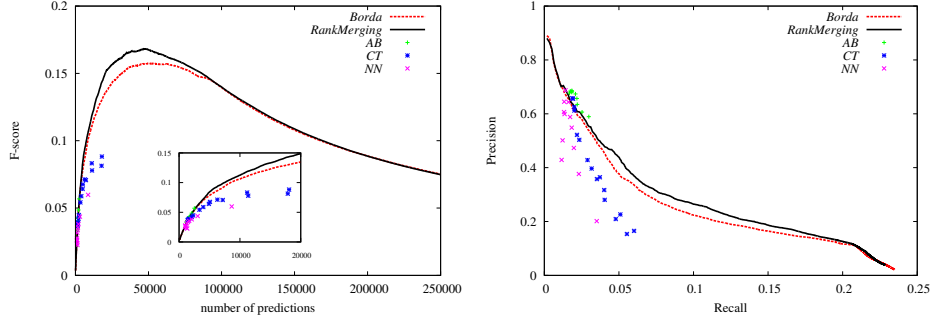 0.2
0.15
0.1
0.05
0
F-score
0
50000
100000
150000
200000
250000
number of predictions
Borda
RankMerging
AB
CT
NN
0.15
0.1
0.05
0
0
10000
20000
1
0.8
0.6
0.4
0.2
0
Precision
0
0.05
0.1
0.15
0.2
0.25
Recall
Borda
RankMerging
AB
CT
NN